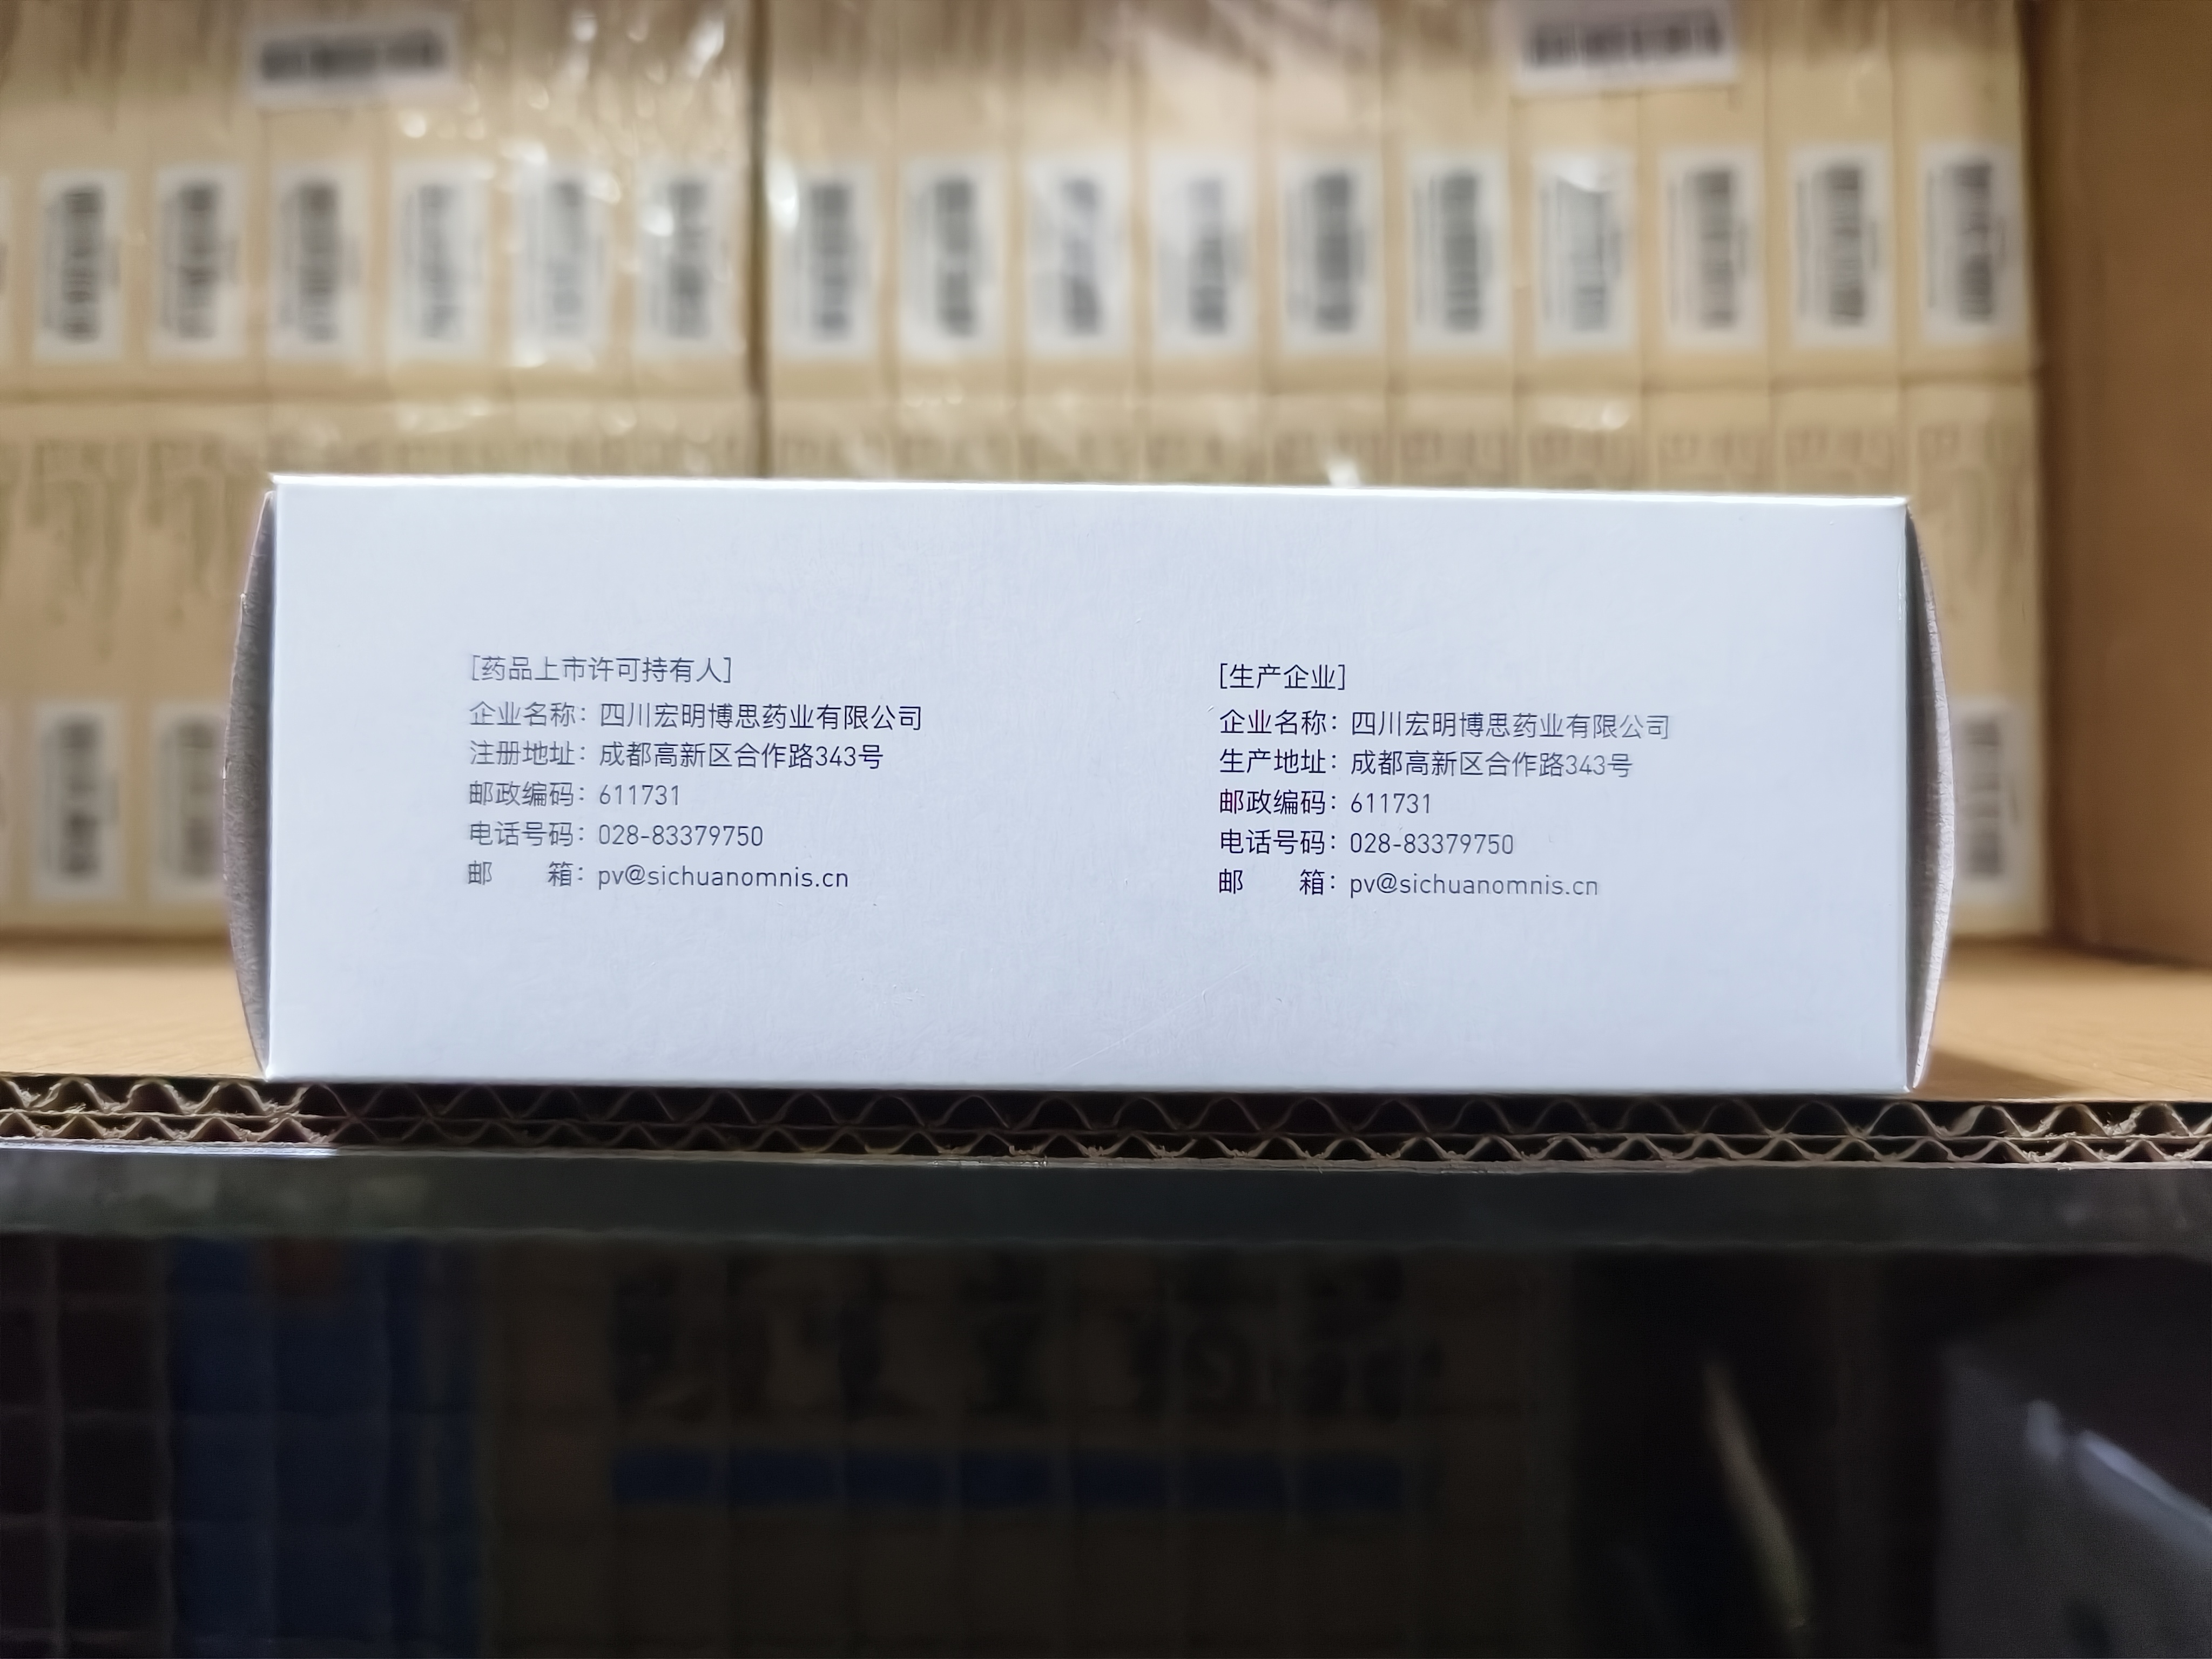 [药品上市许可持有人]
企业名称：四川宏明博思药业有限公司
注册地址：成都高新区合作路343号
邮政编码：611731
电话号码：028-83379750
邮　　箱：pv@sichuanomnis.cn
[生产企业]
企业名称：四川宏明博思药业有限公司
生产地址：成都高新区合作路343号
邮政编码：611731
电话号码：028-83379750
邮　　箱：pv@sichuanomnis.cn